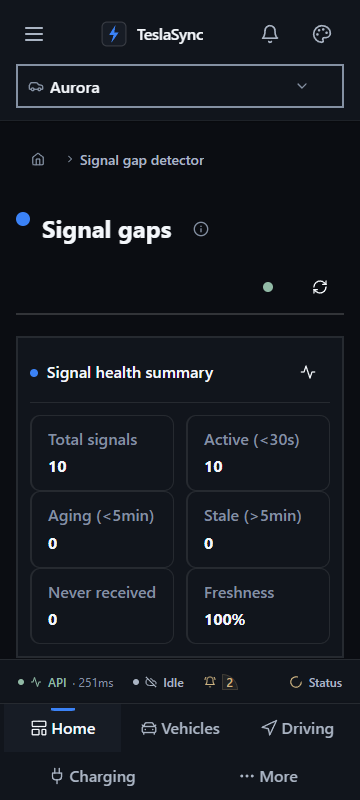 TeslaSync
Aurora
Signal gap detector
Signal gaps
Signal health summary
Total signals
10
Active (<30s)
10
Aging (<5min)
0
Stale (>5min)
0
Never received
0
Freshness
100%
API · 251ms
Idle
2
Status
Home
Vehicles
Driving
Charging
More